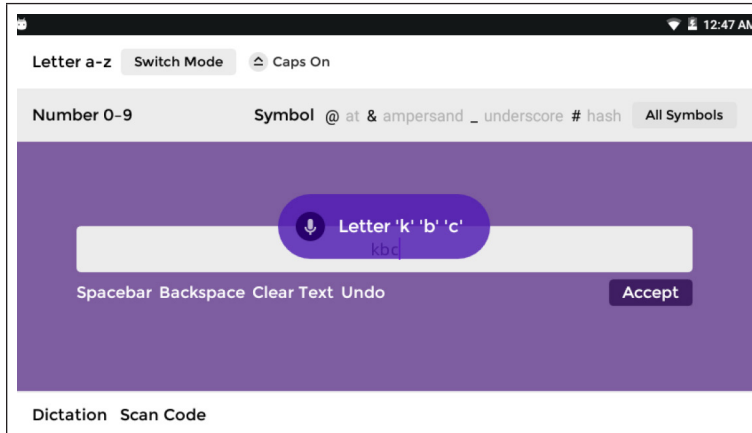 12:47 AM
Letter a-z Switch Mode Caps On
Number 0-9 Symbol @ at & ampersand _ underscore # hash All Symbols
Letter 'k' 'b' 'c'
kbc
Spacebar Backspace Clear Text Undo Accept
Dictation Scan Code